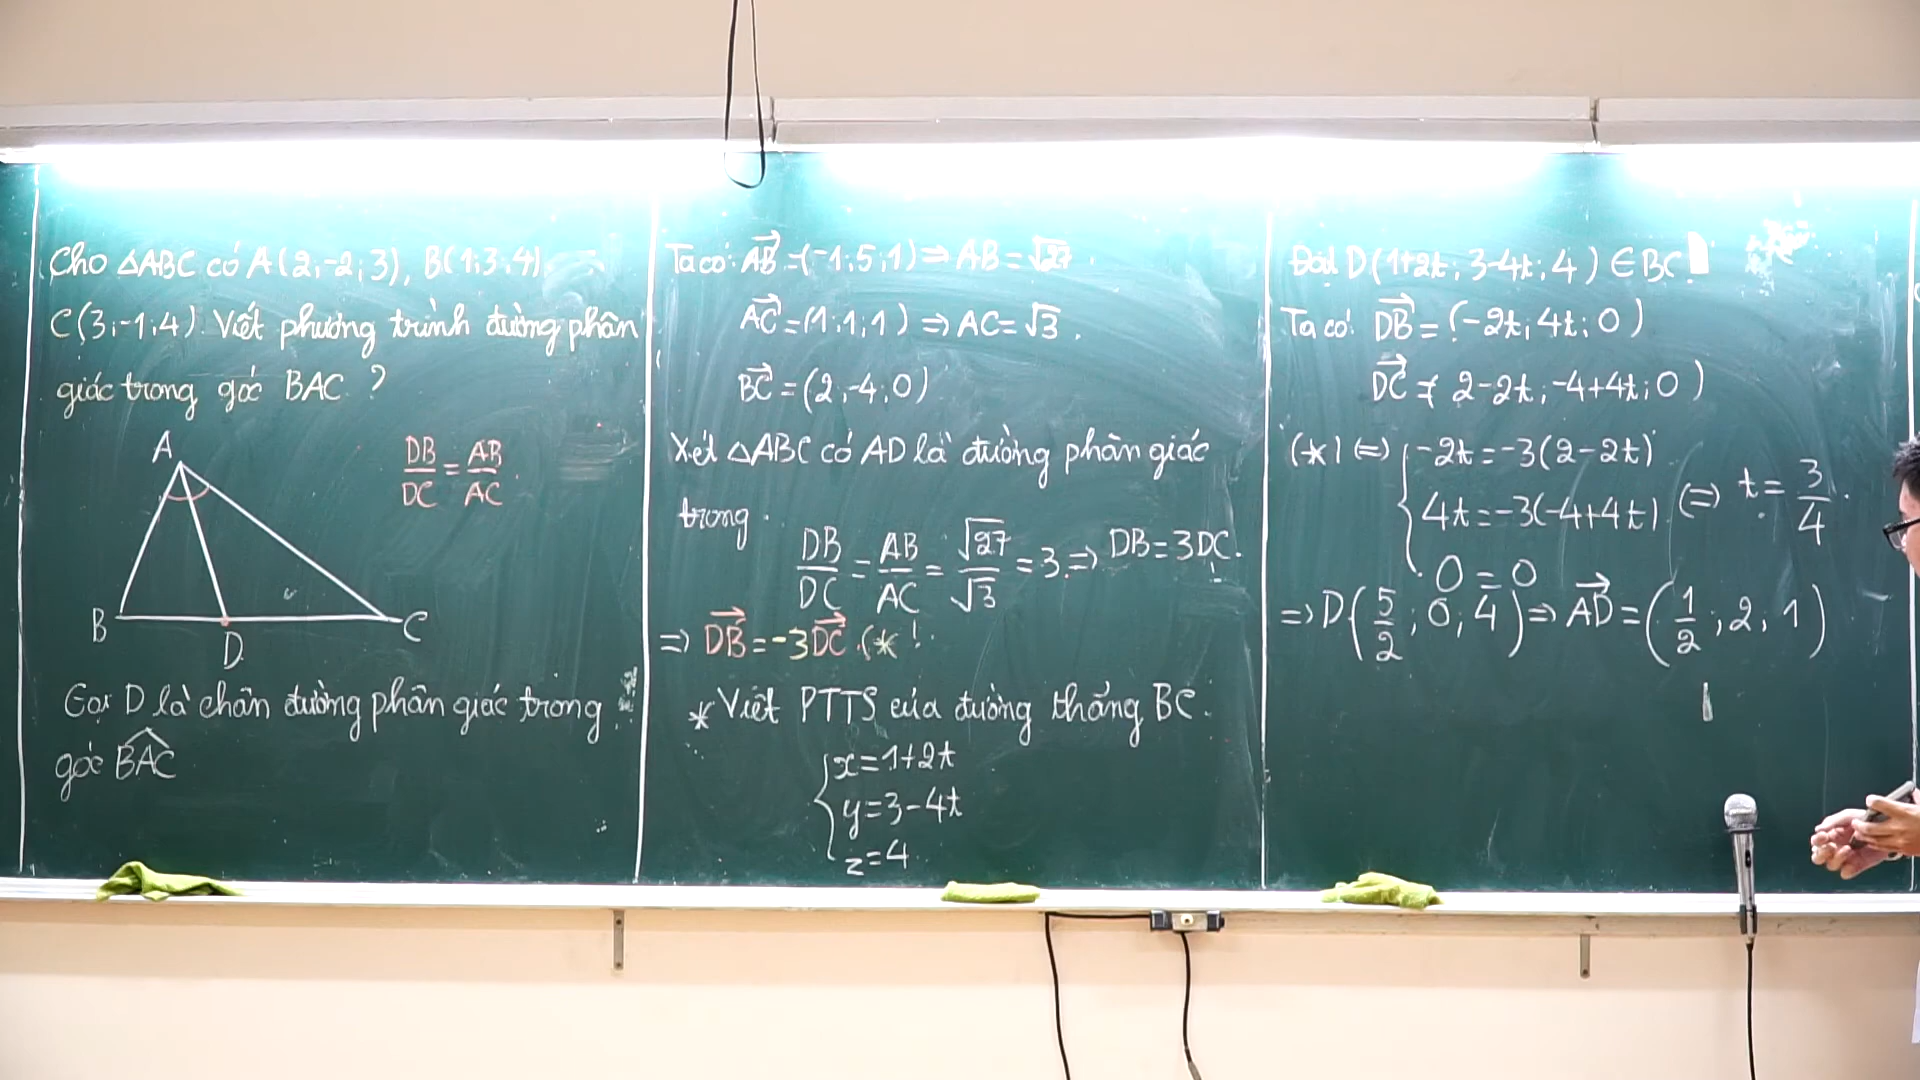 Cho △ABC có A(2;-2;3), B(1;3;4),
C(3;-1;4). Viết phương trình đường phân
giác trong góc BAC ?
A
DB/DC = AB/AC.
B
D
C
Gọi D là chân đường phân giác trong
góc BAC
Ta có: AB→ = (-1;5;1) ⇒ AB = √27.
AC→ = (1;1;1) ⇒ AC = √3.
BC→ = (2;-4;0)
Xét △ABC có AD là đường phân giác
trong.
DB/DC = AB/AC = √27/√3 = 3. ⇒ DB = 3DC.
⇒ DB→ = -3DC→. (*)
* Viết PTTS của đường thẳng BC.
{ x = 1+2t
y = 3-4t
z = 4
Đặt D(1+2t; 3-4t; 4) ∈ BC
Ta có: DB→ = (-2t; 4t; 0)
DC→ = (2-2t; -4+4t; 0)
(*) ⇔ { -2t = -3(2-2t)
4t = -3(-4+4t) ⇔ t = 3/4.
0 = 0
⇒ D(5/2; 0; 4) ⇒ AD→ = (1/2; 2; 1)